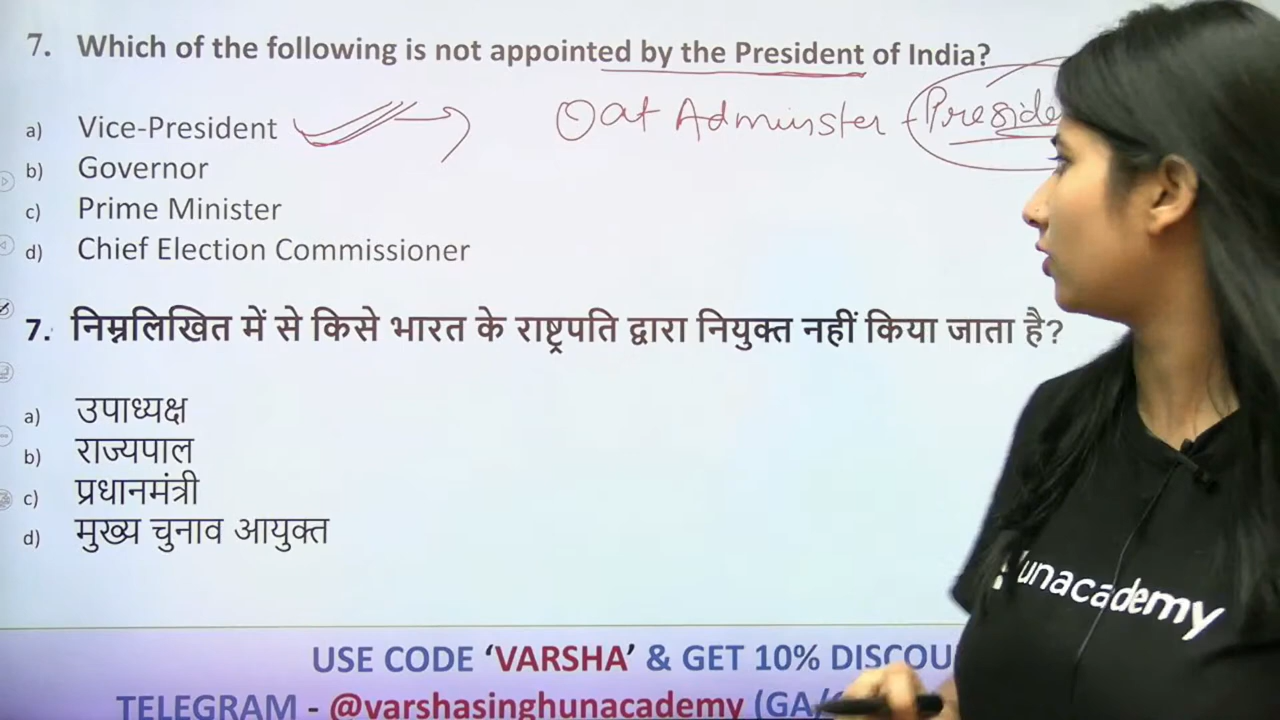 7. Which of the following is not appointed by the President of India?
Oat Adminster - Preside
a) Vice-President
b) Governor
c) Prime Minister
d) Chief Election Commissioner
7. निम्नलिखित में से किसे भारत के राष्ट्रपति द्वारा नियुक्त नहीं किया जाता है?
a) उपाध्यक्ष
b) राज्यपाल
c) प्रधानमंत्री
d) मुख्य चुनाव आयुक्त
unacademy
USE CODE ‘VARSHA’ & GET 10% DISCOU
TELEGRAM - @varshasinghunacademy (GA/